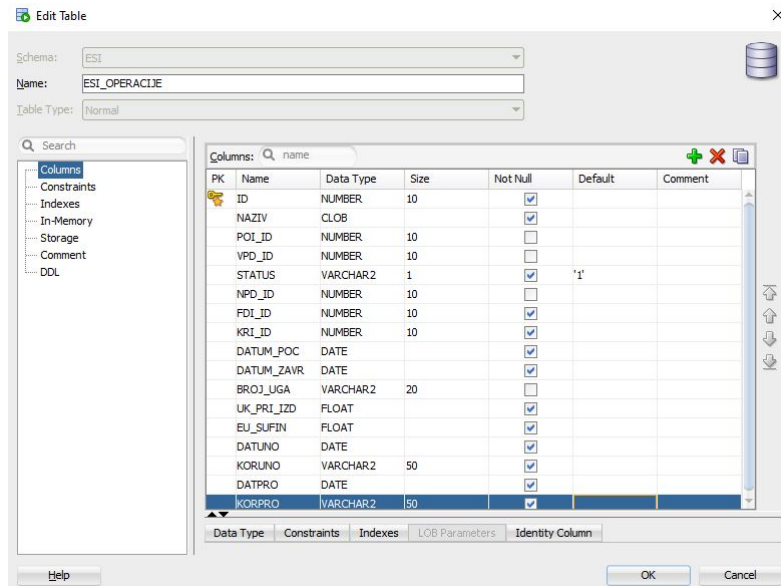 Edit Table
Schema: ESI
Name: ESI_OPERACIJE
Table Type: Normal
Search
Columns
Constraints
Indexes
In-Memory
Storage
Comment
DDL
Columns: name
PK Name Data Type Size Not Null Default Comment
ID NUMBER 10
NAZIV CLOB
POI_ID NUMBER 10
VPD_ID NUMBER 10
STATUS VARCHAR2 1 '1'
NPD_ID NUMBER 10
FDI_ID NUMBER 10
KRI_ID NUMBER 10
DATUM_POC DATE
DATUM_ZAVR DATE
BROJ_UGA VARCHAR2 20
UK_PRI_IZD FLOAT
EU_SUFIN FLOAT
DATUNO DATE
KORUNO VARCHAR2 50
DATPRO DATE
KORPRO VARCHAR2 50
Data Type Constraints Indexes LOB Parameters Identity Column
Help OK Cancel